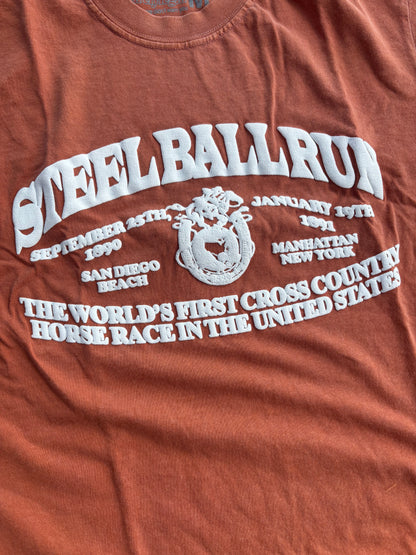 STEEL BALL RUN
SEPTEMBER 25TH,
1890
SAN DIEGO
BEACH
JANUARY 19TH
1891
MANHATTAN
NEW YORK
THE WORLD'S FIRST CROSS COUNTRY
HORSE RACE IN THE UNITED STATES